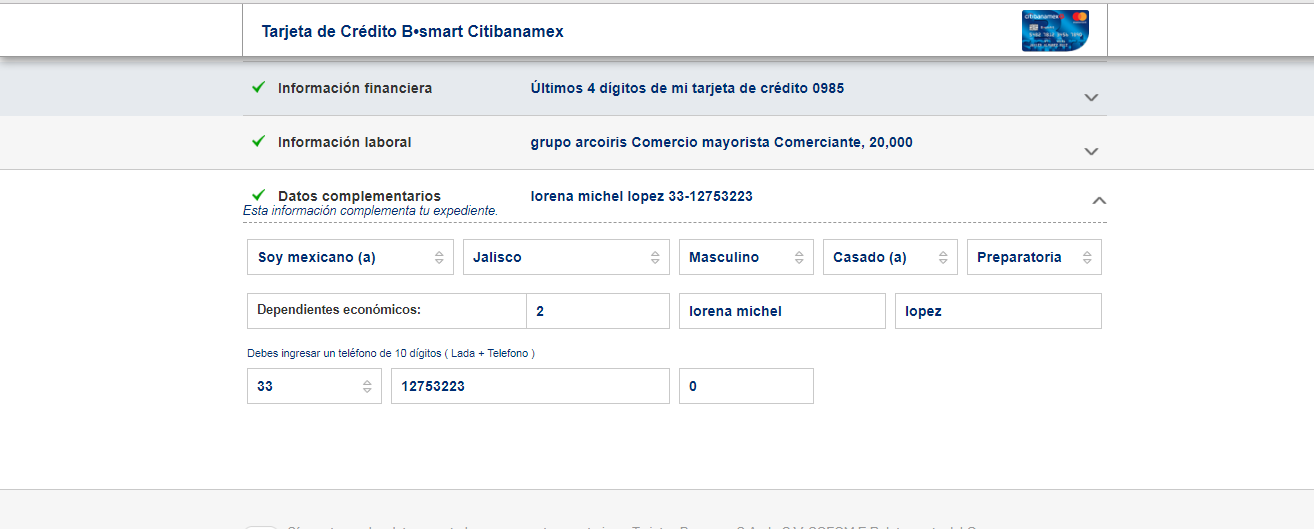 Tarjeta de Crédito B•smart Citibanamex
citibanamex
Información financiera Últimos 4 dígitos de mi tarjeta de crédito 0985
Información laboral grupo arcoiris Comercio mayorista Comerciante, 20,000
Datos complementarios lorena michel lopez 33-12753223
Esta información complementa tu expediente.
Soy mexicano (a) Jalisco Masculino Casado (a) Preparatoria
Dependientes económicos: 2 lorena michel lopez
Debes ingresar un teléfono de 10 dígitos ( Lada + Telefono )
33 12753223 0